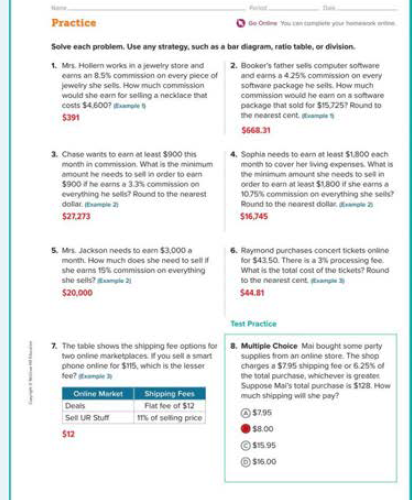 Name
Period
Date
Practice
Go Online You can complete your homework online.
Solve each problem. Use any strategy, such as a bar diagram, ratio table, or division.
1. Mrs. Hollern works in a jewelry store and
earns an 8.5% commission on every piece of
jewelry she sells. How much commission
would she earn for selling a necklace that
costs $4,600? (Example 1)
$391
2. Booker's father sells computer software
and earns a 4.25% commission on every
software package he sells. How much
commission would he earn on a software
package that sold for $15,725? Round to
the nearest cent. (Example 1)
$668.31
3. Chase wants to earn at least $900 this
month in commission. What is the minimum
amount he needs to sell in order to earn
$900 if he earns a 3.3% commission on
everything he sells? Round to the nearest
dollar. (Example 2)
$27,273
4. Sophia needs to earn at least $1,800 each
month to cover her living expenses. What is
the minimum amount she needs to sell in
order to earn at least $1,800 if she earns a
10.75% commission on everything she sells?
Round to the nearest dollar. (Example 2)
$16,745
5. Mrs. Jackson needs to earn $3,000 a
month. How much does she need to sell if
she earns 15% commission on everything
she sells? (Example 2)
$20,000
6. Raymond purchases concert tickets online
for $43.50. There is a 3% processing fee.
What is the total cost of the tickets? Round
to the nearest cent. (Example 3)
$44.81
7. The table shows the shipping fee options for
two online marketplaces. If you sell a smart
phone online for $115, which is the lesser
fee? (Example 3)
Online Market Shipping Fees
Deals Flat fee of $12
Sell UR Stuff 11% of selling price
$12
Test Practice
8. Multiple Choice Mai bought some party
supplies from an online store. The shop
charges a $7.95 shipping fee or 6.25% of
the total purchase, whichever is greater.
Suppose Mai's total purchase is $128. How
much shipping will she pay?
A $7.95
$8.00
C $15.95
D $16.00
Copyright © McGraw-Hill Education